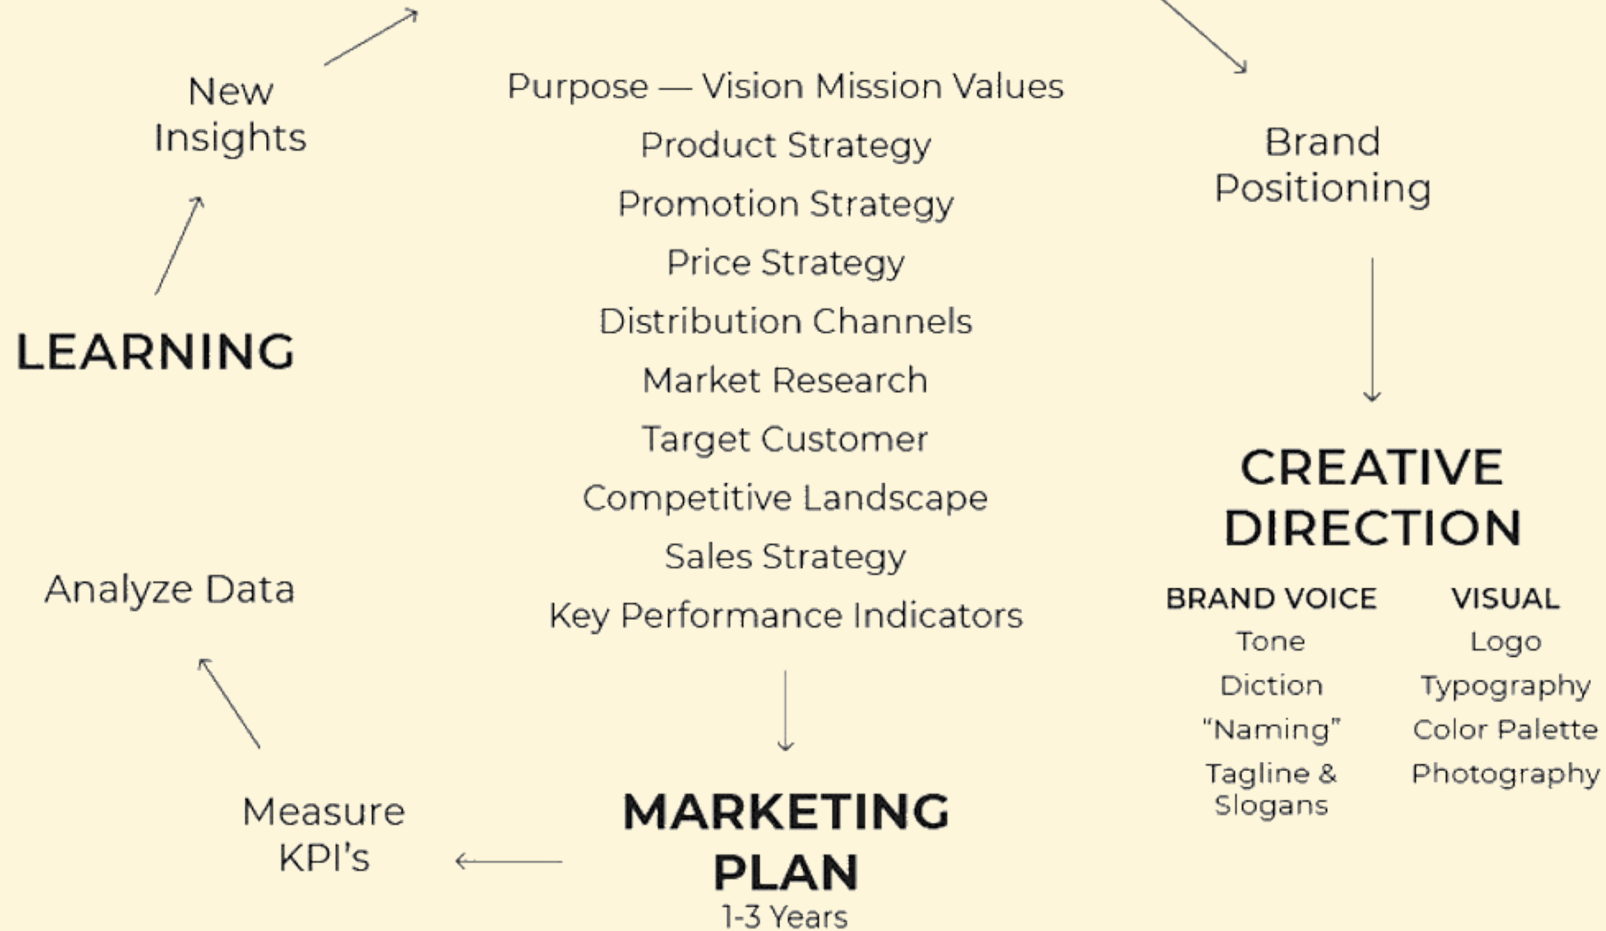 New
Insights
LEARNING
Analyze Data
Measure
KPI's
Purpose — Vision Mission Values
Product Strategy
Promotion Strategy
Price Strategy
Distribution Channels
Market Research
Target Customer
Competitive Landscape
Sales Strategy
Key Performance Indicators
MARKETING
PLAN
1-3 Years
Brand
Positioning
CREATIVE
DIRECTION
BRAND VOICE
Tone
Diction
“Naming”
Tagline &
Slogans
VISUAL
Logo
Typography
Color Palette
Photography